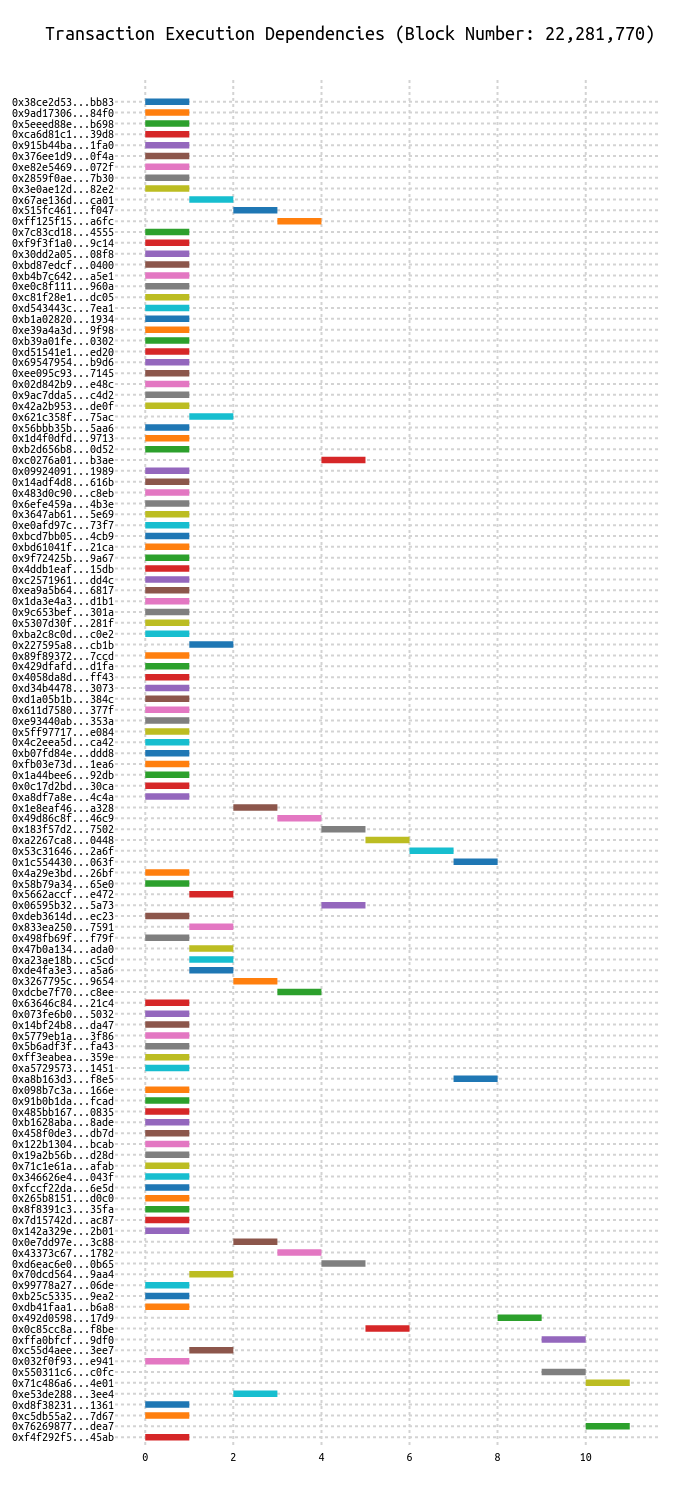 Transaction Execution Dependencies (Block Number: 22,281,770)
0x38ce2d53...bb83
0x9ad17306...84f0
0x5eeed88e...b698
0xca6d81c1...39d8
0x915b44ba...1fa0
0x376ee1d9...0f4a
0xe82e5469...072f
0x2859f0ae...7b30
0x3e0ae12d...82e2
0x67ae136d...ca01
0x515fc461...f047
0xff125f15...a6fc
0x7c83cd18...4555
0xf9f3f1a0...9c14
0x30dd2a05...08f8
0xbd87edcf...0400
0xb4b7c642...a5e1
0xe0c8f111...960a
0xc81f28e1...dc05
0xd543443c...7ea1
0xb1a02820...1934
0xe39a4a3d...9f98
0xb39a01fe...0302
0xd51541e1...ed20
0x69547954...b9d6
0xee095c93...7145
0x02d842b9...e48c
0x9ac7dda5...c4d2
0x42a2b953...de0f
0x621c358f...75ac
0x56bbb35b...5aa6
0x1d4f0dfd...9713
0xb2d656b8...0d52
0xc0276a01...b3ae
0x09924091...1989
0x14adf4d8...616b
0x483d0c90...c8eb
0x6efe459a...4b3e
0x3647ab61...5e69
0xe0afd97c...73f7
0xbcd7bb05...4cb9
0xbd61041f...21ca
0x9f72425b...9a67
0x4ddb1eaf...15db
0xc2571961...dd4c
0xea9a5b64...6817
0x1da3e4a3...d1b1
0x9c653bef...301a
0x5307d30f...281f
0xba2c8c0d...c0e2
0x227595a8...cb1b
0x89f89372...7ccd
0x429dfafd...d1fa
0x4058da8d...ff43
0xd34b4478...3073
0xd1a05b1b...384c
0x611d7580...377f
0xe93440ab...353a
0x5ff97717...e084
0x4c2eea5d...ca42
0xb07fd84e...ddd8
0xfb03e73d...1ea6
0x1a44bee6...92db
0x0c17d2bd...30ca
0xa8df7a8e...4c4a
0x1e8eaf46...a328
0x49d86c8f...46c9
0x183f57d2...7502
0xa2267ca8...0448
0x53c31646...2a6f
0x1c554430...063f
0x4a29e3bd...26bf
0x58b79a34...65e0
0x5662accf...e472
0x06595b32...5a73
0xdeb3614d...ec23
0x833ea250...7591
0x498fb69f...f79f
0x47b0a134...ada0
0xa23ae18b...c5cd
0xde4fa3e3...a5a6
0x3267795c...9654
0xdcbe7f70...c8ee
0x63646c84...21c4
0x073fe6b0...5032
0x14bf24b8...da47
0x5779eb1a...3f86
0x5b6adf3f...fa43
0xff3eabea...359e
0xa5729573...1451
0xa8b163d3...f8e5
0x098b7c3a...166e
0x91b0b1da...fcad
0x485bb167...0835
0xb1628aba...8ade
0x458f0de3...db7d
0x122b1304...bcab
0x19a2b56b...d28d
0x71c1e61a...afab
0x346626e4...043f
0xfccf22da...6e5d
0x265b8151...d0c0
0x8f8391c3...35fa
0x7d15742d...ac87
0x142a329e...2b01
0x0e7dd97e...3c88
0x43373c67...1782
0xd6eac6e0...0b65
0x70dcd564...9aa4
0x99778a27...06de
0xb25c5335...9ea2
0xdb41faa1...b6a8
0x492d0598...17d9
0x0c85cc8a...f8be
0xffa0bfcf...9df0
0xc55d4aee...3ee7
0x032f0f93...e941
0x550311c6...c0fc
0x71c486a6...4e01
0xe53de288...3ee4
0xd8f38231...1361
0xc5db55a2...7d67
0x76269877...dea7
0xf4f292f5...45ab
0 2 4 6 8 10